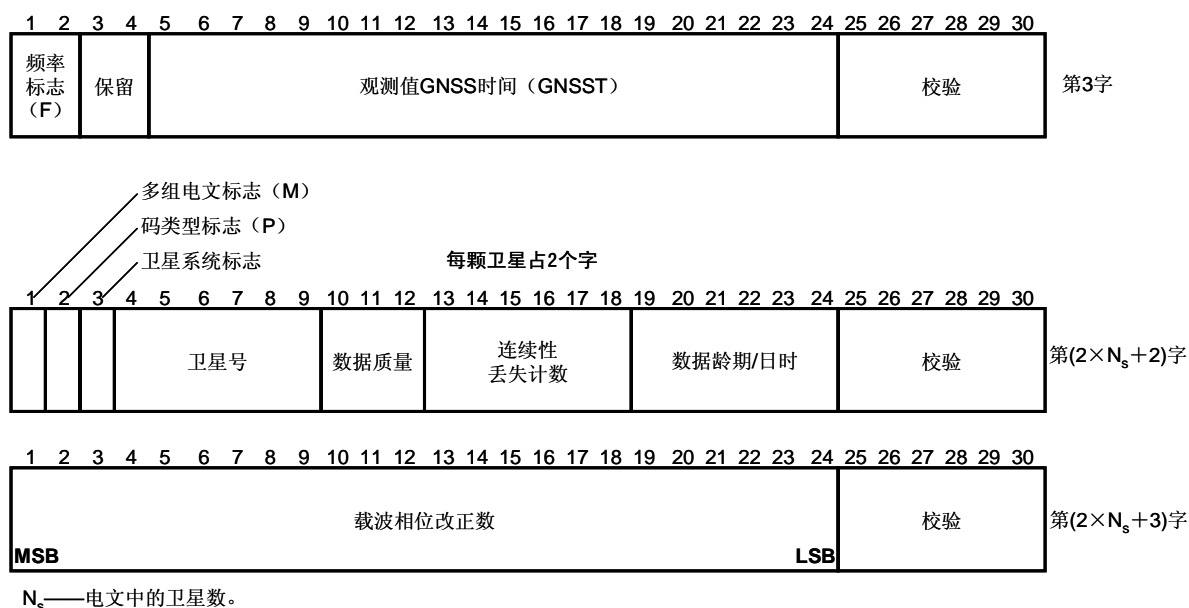 1 2 3 4 5 6 7 8 9 10 11 12 13 14 15 16 17 18 19 20 21 22 23 24 25 26 27 28 29 30
频率
标志
（F）
保留
观测值GNSS时间（GNSST）
校验
第3字
多组电文标志（M）
码类型标志（P）
卫星系统标志
每颗卫星占2个字
1 2 3 4 5 6 7 8 9 10 11 12 13 14 15 16 17 18 19 20 21 22 23 24 25 26 27 28 29 30
卫星号
数据质量
连续性
丢失计数
数据龄期/日时
校验
第(2×Ns＋2)字
1 2 3 4 5 6 7 8 9 10 11 12 13 14 15 16 17 18 19 20 21 22 23 24 25 26 27 28 29 30
载波相位改正数
校验
第(2×Ns＋3)字
MSB
LSB
Ns——电文中的卫星数。